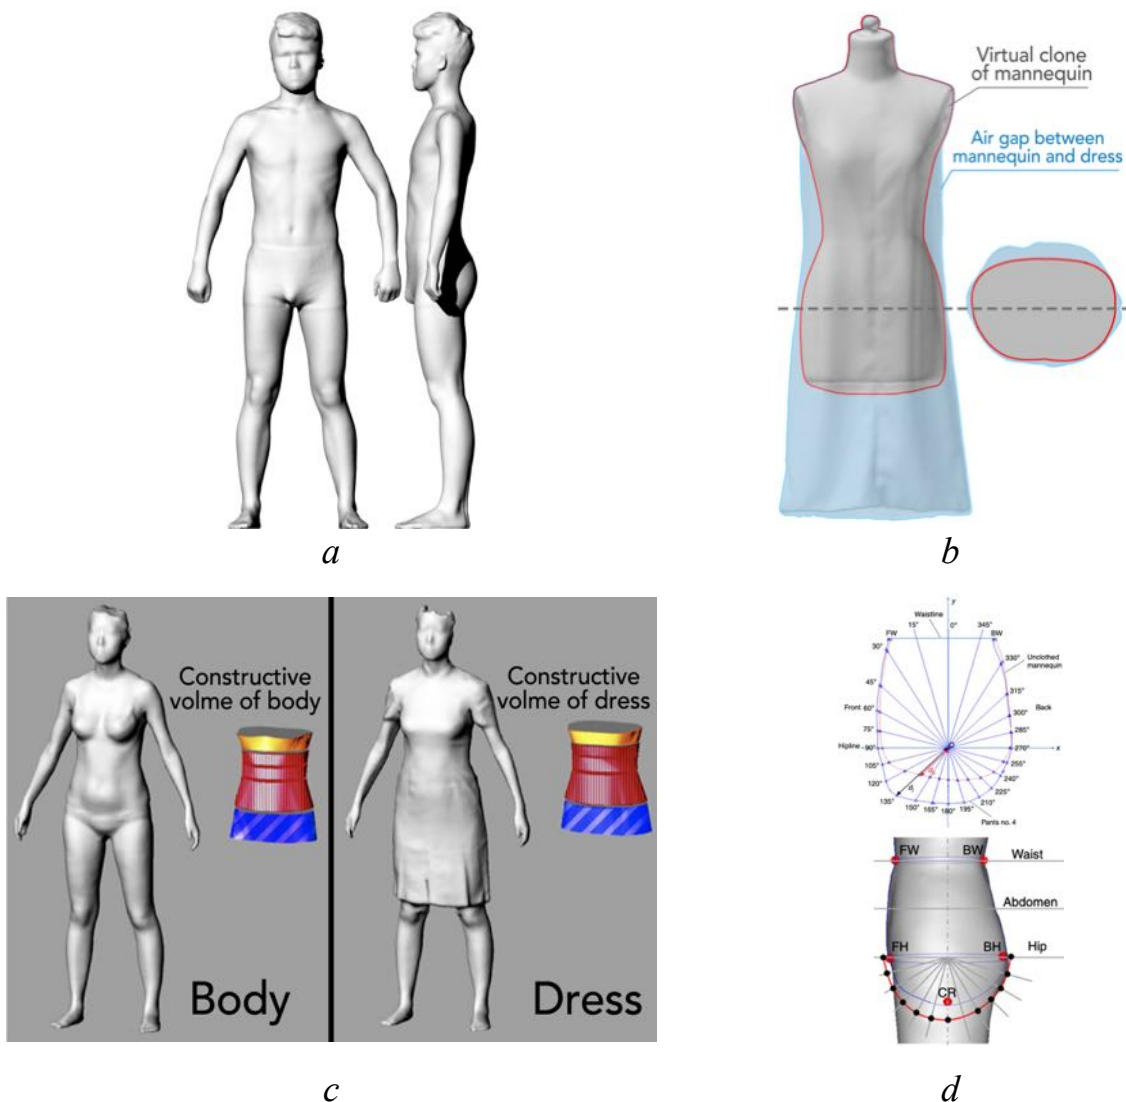 Virtual clone
of mannequin
Air gap between
mannequin and dress
a
b
Constructive
volme of body
Body
Constructive
volme of dress
Dress
y
Waistline
15°
0°
345°
FW
BW
30°
330°
Unclothed
mannequin
45°
315°
Front
60°
300°
Back
75°
285°
Hipline
90°
270°
x
105°
255°
120°
240°
135°
225°
150°
165°
180°
195°
210°
Pants no. 4
FW
BW
Waist
Abdomen
FH
BH
Hip
CR
c
d